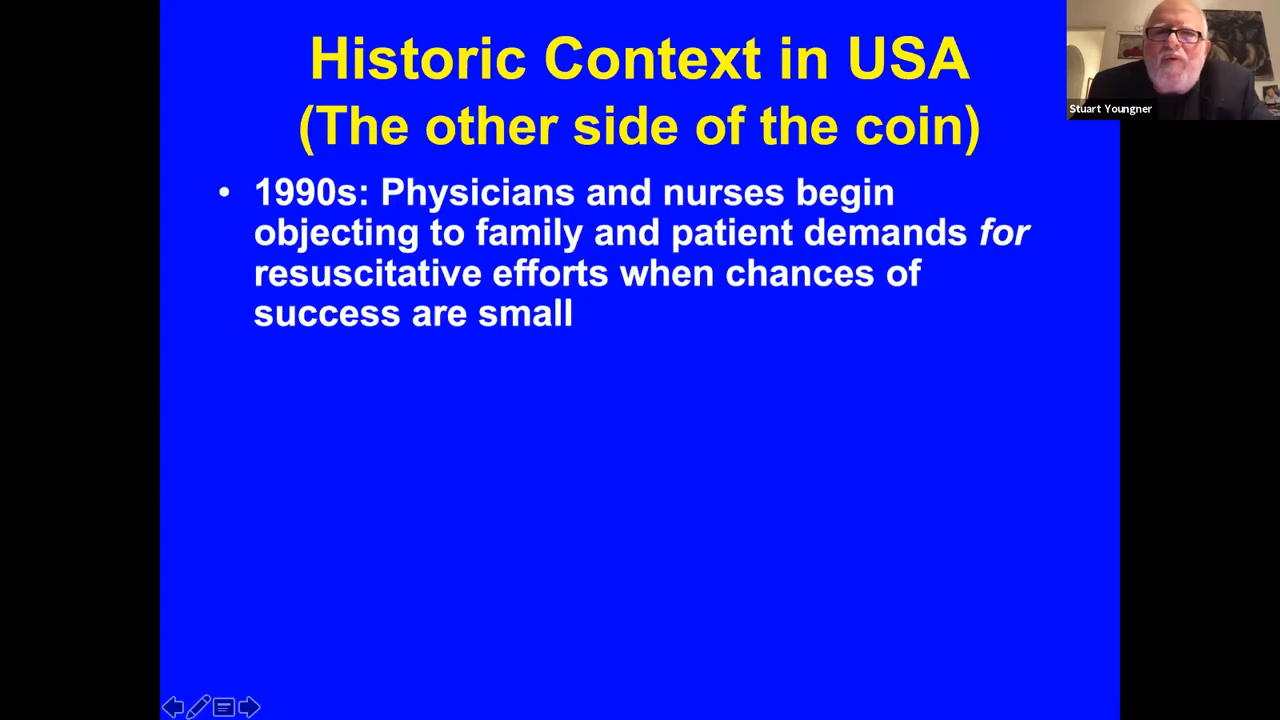 Historic Context in USA
(The other side of the coin)
• 1990s: Physicians and nurses begin
objecting to family and patient demands for
resuscitative efforts when chances of
success are small
Stuart Youngner